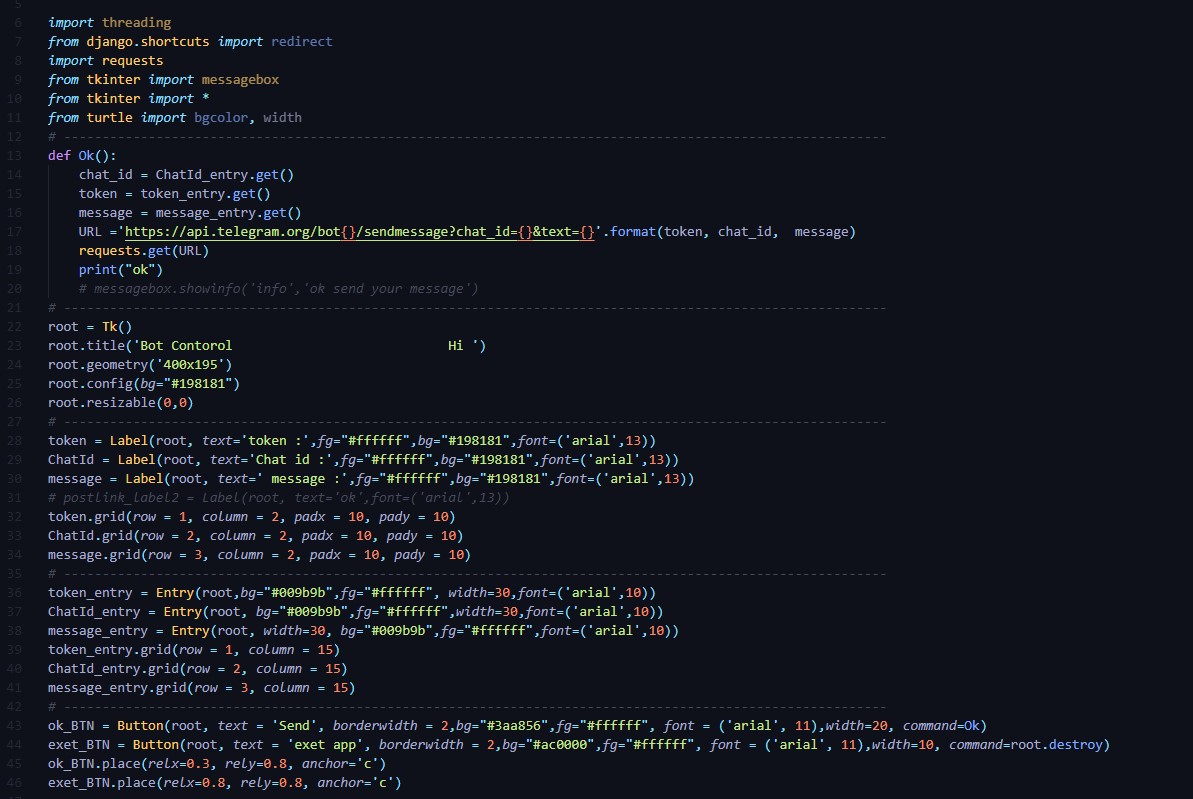 5
6 import threading
7 from django.shortcuts import redirect
8 import requests
9 from tkinter import messagebox
10 from tkinter import *
11 from turtle import bgcolor, width
12 # ------------------------------------------------------------------------------------------------------------
13 def Ok():
14     chat_id = ChatId_entry.get()
15     token = token_entry.get()
16     message = message_entry.get()
17     URL ='https://api.telegram.org/bot{}/sendmessage?chat_id={}&text={}'.format(token, chat_id,  message)
18     requests.get(URL)
19     print("ok")
20     # messagebox.showinfo('info','ok send your message')
21 # ------------------------------------------------------------------------------------------------------------
22 root = Tk()
23 root.title('Bot Contorol                            Hi ')
24 root.geometry('400x195')
25 root.config(bg="#198181")
26 root.resizable(0,0)
27 # ------------------------------------------------------------------------------------------------------------
28 token = Label(root, text='token :',fg="#ffffff",bg="#198181",font=('arial',13))
29 ChatId = Label(root, text='Chat id :',fg="#ffffff",bg="#198181",font=('arial',13))
30 message = Label(root, text=' message :',fg="#ffffff",bg="#198181",font=('arial',13))
31 # postlink_label2 = Label(root, text='ok',font=('arial',13))
32 token.grid(row = 1, column = 2, padx = 10, pady = 10)
33 ChatId.grid(row = 2, column = 2, padx = 10, pady = 10)
34 message.grid(row = 3, column = 2, padx = 10, pady = 10)
35 # ------------------------------------------------------------------------------------------------------------
36 token_entry = Entry(root,bg="#009b9b",fg="#ffffff", width=30,font=('arial',10))
37 ChatId_entry = Entry(root, bg="#009b9b",fg="#ffffff",width=30,font=('arial',10))
38 message_entry = Entry(root, width=30, bg="#009b9b",fg="#ffffff",font=('arial',10))
39 token_entry.grid(row = 1, column = 15)
40 ChatId_entry.grid(row = 2, column = 15)
41 message_entry.grid(row = 3, column = 15)
42 # ------------------------------------------------------------------------------------------------------------
43 ok_BTN = Button(root, text = 'Send', borderwidth = 2,bg="#3aa856",fg="#ffffff", font = ('arial', 11),width=20, command=Ok)
44 exet_BTN = Button(root, text = 'exet app', borderwidth = 2,bg="#ac0000",fg="#ffffff", font = ('arial', 11),width=10, command=root.destroy)
45 ok_BTN.place(relx=0.3, rely=0.8, anchor='c')
46 exet_BTN.place(relx=0.8, rely=0.8, anchor='c')